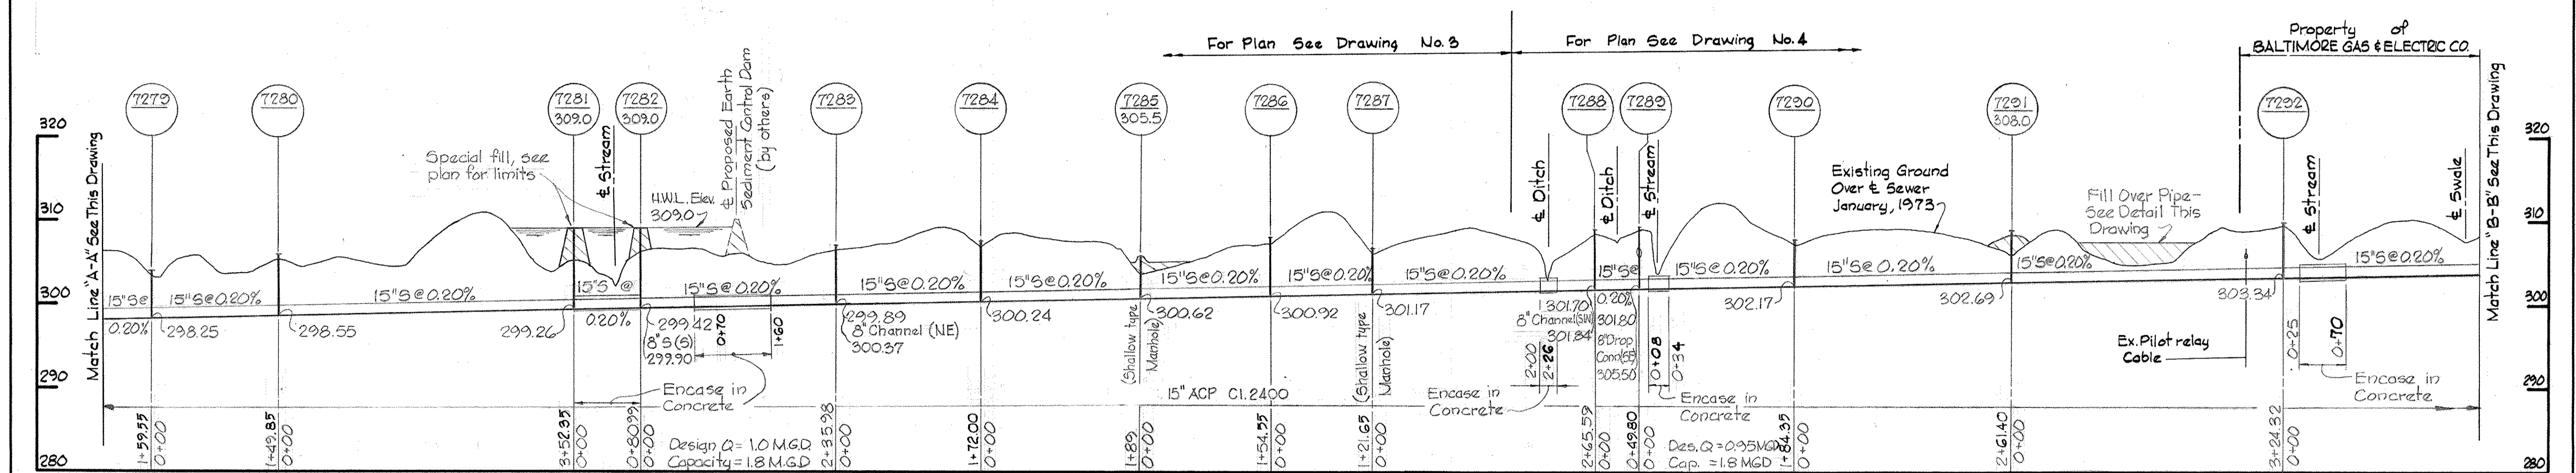 For Plan See Drawing No.3
For Plan See Drawing No.4
Property of
BALTIMORE GAS & ELECTRIC CO.
7279
7280
7281
309.0
7282
309.0
7283
7284
7285
305.5
7286
7287
7288
7289
7290
7291
308.0
7292
320
310
300
290
280
Match Line "A-A" See This Drawing
Special fill, see
plan for limits
℄ Stream
H.W.L. Elev.
309.0
℄ Proposed Earth
Sediment Control Dam
(by others)
℄ Ditch
℄ Ditch
℄ Stream
Existing Ground
Over ℄ Sewer
January, 1973
Fill Over Pipe-
See Detail This
Drawing
℄ Stream
℄ Swale
Match Line "B-B" See This Drawing
320
310
300
290
280
15"S@
0.20%
15"S@0.20%
15"S@0.20%
15"S@
0.20%
15"S@0.20%
15"S@0.20%
15"S@0.20%
15"S@0.20%
15"S@0.20%
15"S@0.20%
15"S@
0.20%
15"S@0.20%
15"S@0.20%
15"S@0.20%
15"S@0.20%
298.25
298.55
299.26
299.42
8"S(S)
299.90
0+70
1+60
299.89
8"Channel (NE)
300.37
300.24
300.62
(Shallow type
Manhole)
300.92
301.17
(Shallow type
Manhole)
301.70
8"Channel(SW)
301.84
301.80
8"Drop
Conn(SE)
305.50
2+00
2+26
0+08
0+34
302.17
302.69
303.34
Ex.Pilot relay
Cable
0+25
0+70
Encase in
Concrete
15" ACP Cl.2400
Encase in
Concrete
Encase in
Concrete
Encase in
Concrete
1+59.55
0+00
1+49.85
0+00
3+52.35
0+00
0+80.99
0+00
Design Q= 1.0 M.G.D.
Capacity=1.8 M.G.D
2+35.98
0+00
1+72.00
0+00
1+89.
0+00
1+54.55
0+00
1+21.65
0+00
2+65.59
0+00
0+49.80
0+00
Des.Q=0.95MGD
Cap. =1.8 MGD
1+84.35
0+00
2+61.40
0+00
3+24.32
0+00